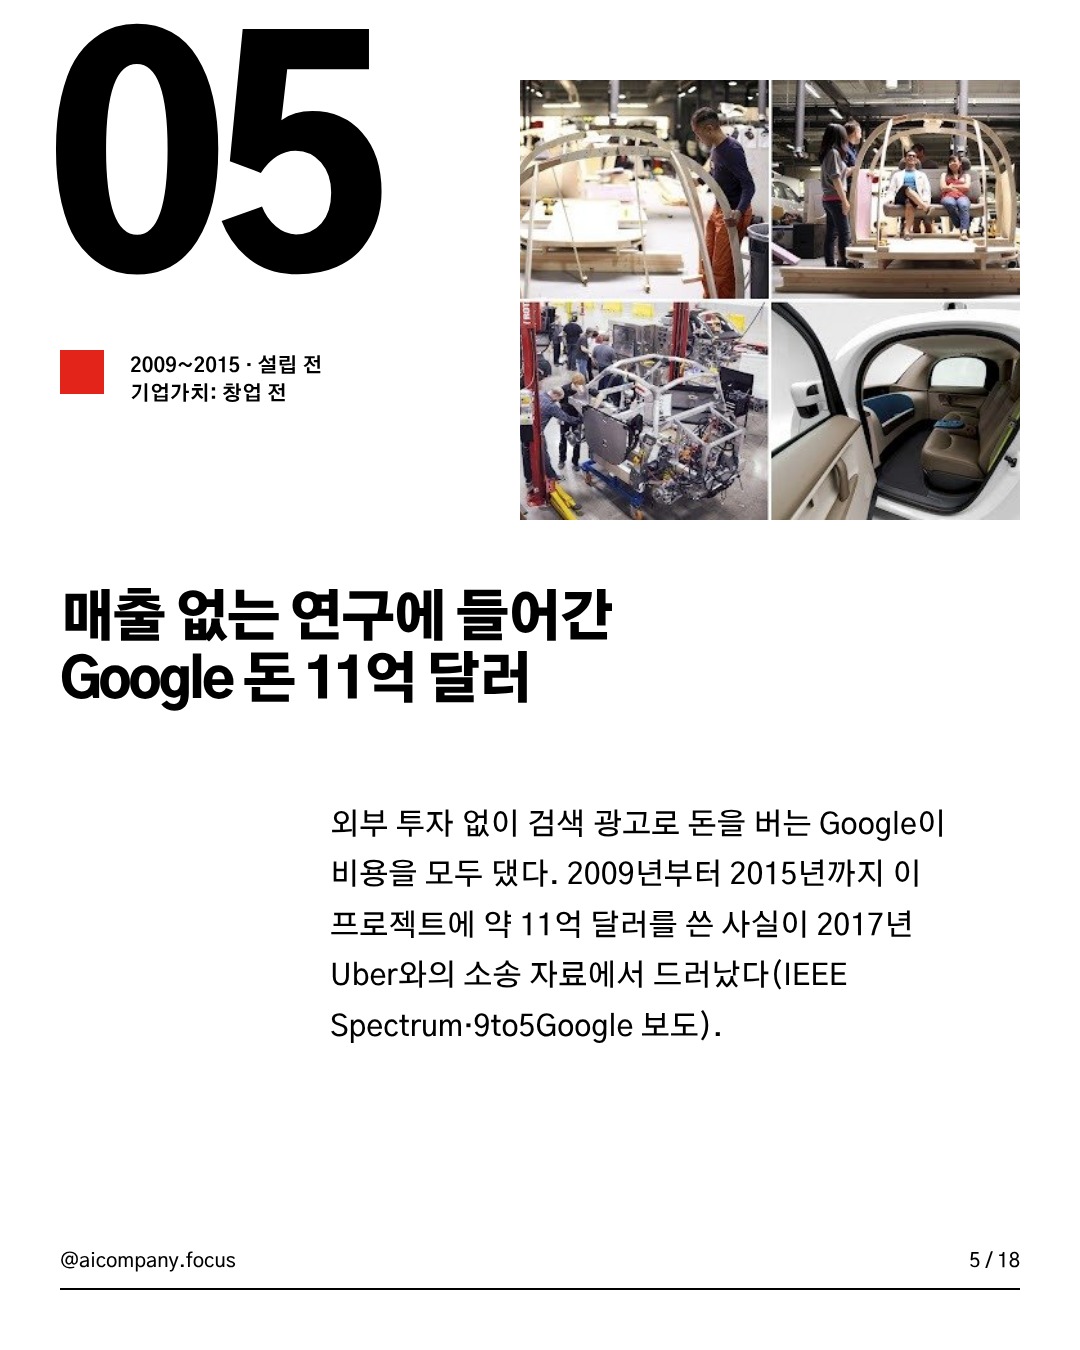 05
2009~2015 · 설립 전
기업가치: 창업 전
매출 없는 연구에 들어간
Google 돈 11억 달러
외부 투자 없이 검색 광고로 돈을 버는 Google이
비용을 모두 댔다. 2009년부터 2015년까지 이
프로젝트에 약 11억 달러를 쓴 사실이 2017년
Uber와의 소송 자료에서 드러났다(IEEE
Spectrum·9to5Google 보도).
@aicompany.focus
5 / 18